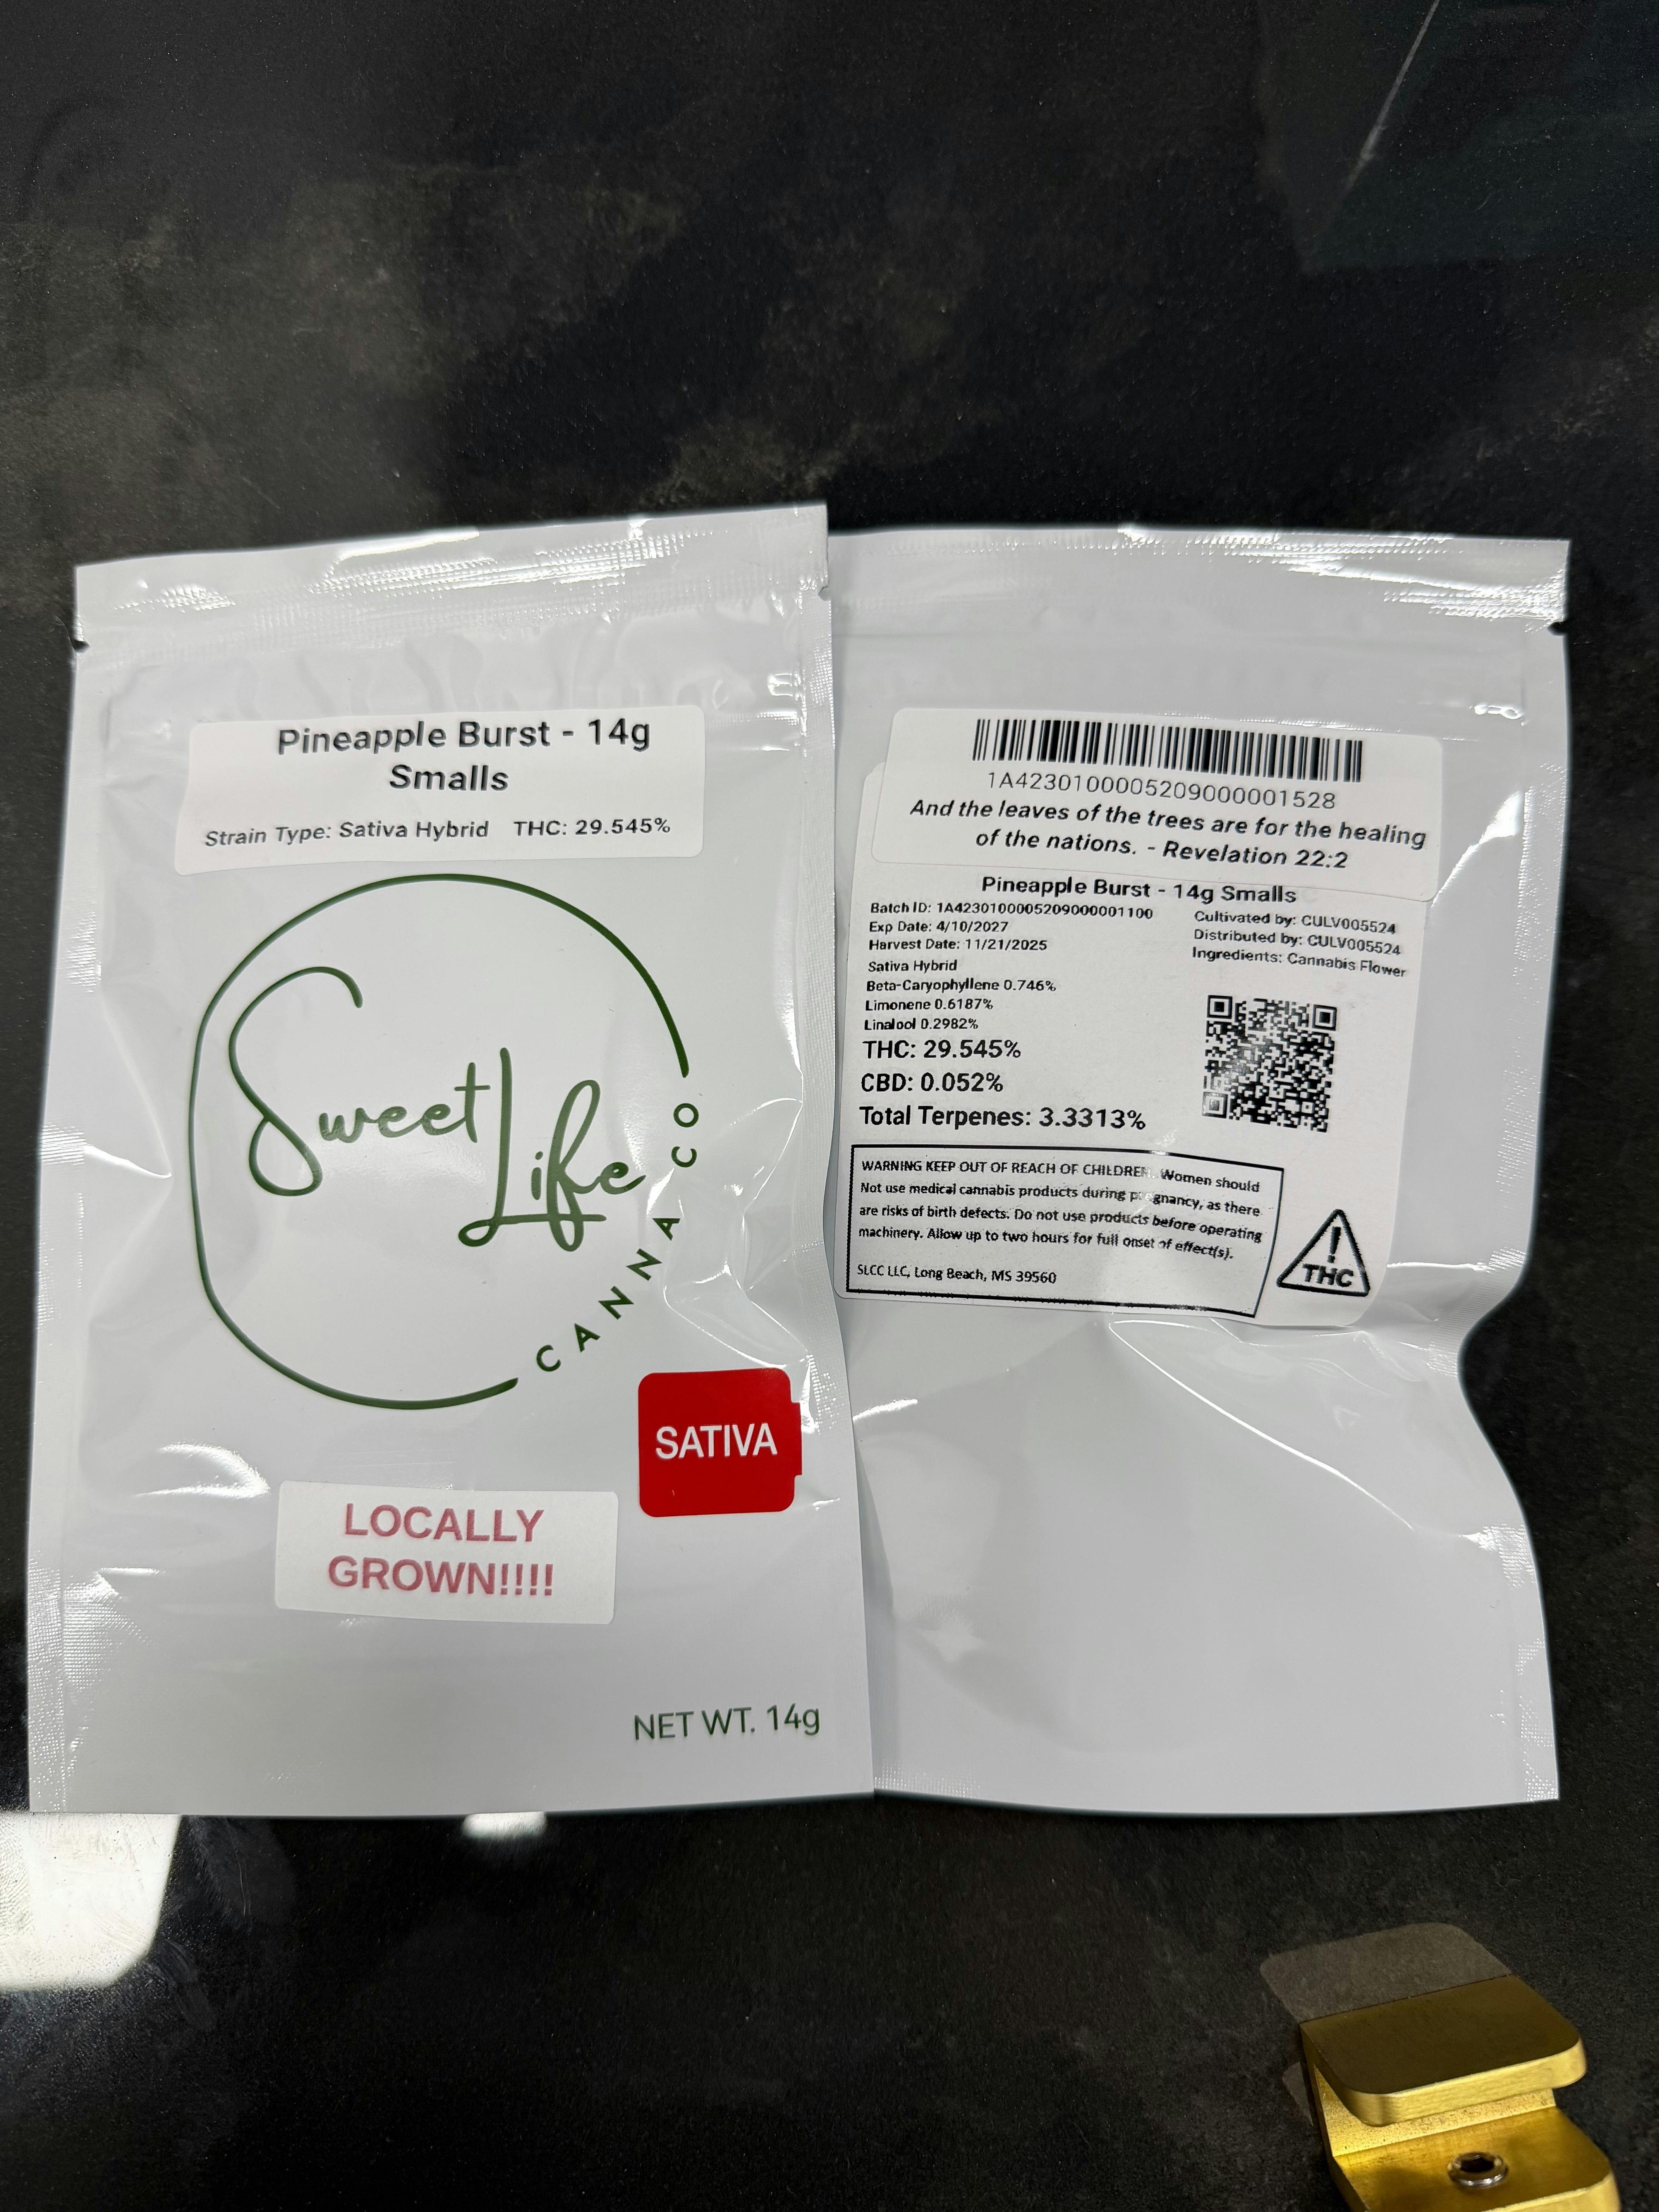 Pineapple Burst - 14g
Smalls
Strain Type: Sativa Hybrid THC: 29.545%
Sweet
Life
CANNA CO
SATIVA
LOCALLY
GROWN!!!!
NET WT. 14g
1A4230100005209000001528
And the leaves of the trees are for the healing
of the nations. - Revelation 22:2
Pineapple Burst - 14g Smalls
Batch ID: 1A4230100005209000001100
Exp Date: 4/10/2027
Harvest Date: 11/21/2025
Cultivated by: CULV005524
Distributed by: CULV005524
Ingredients: Cannabis Flower
Sativa Hybrid
Beta-Caryophyllene 0.746%
Limonene 0.6187%
Linalool 0.2982%
THC: 29.545%
CBD: 0.052%
Total Terpenes: 3.3313%
WARNING KEEP OUT OF REACH OF CHILDREN. Women should
Not use medical cannabis products during pregnancy, as there
are risks of birth defects. Do not use products before operating
machinery. Allow up to two hours for full onset of effect(s).
SLCC LLC, Long Beach, MS 39560
!
THC